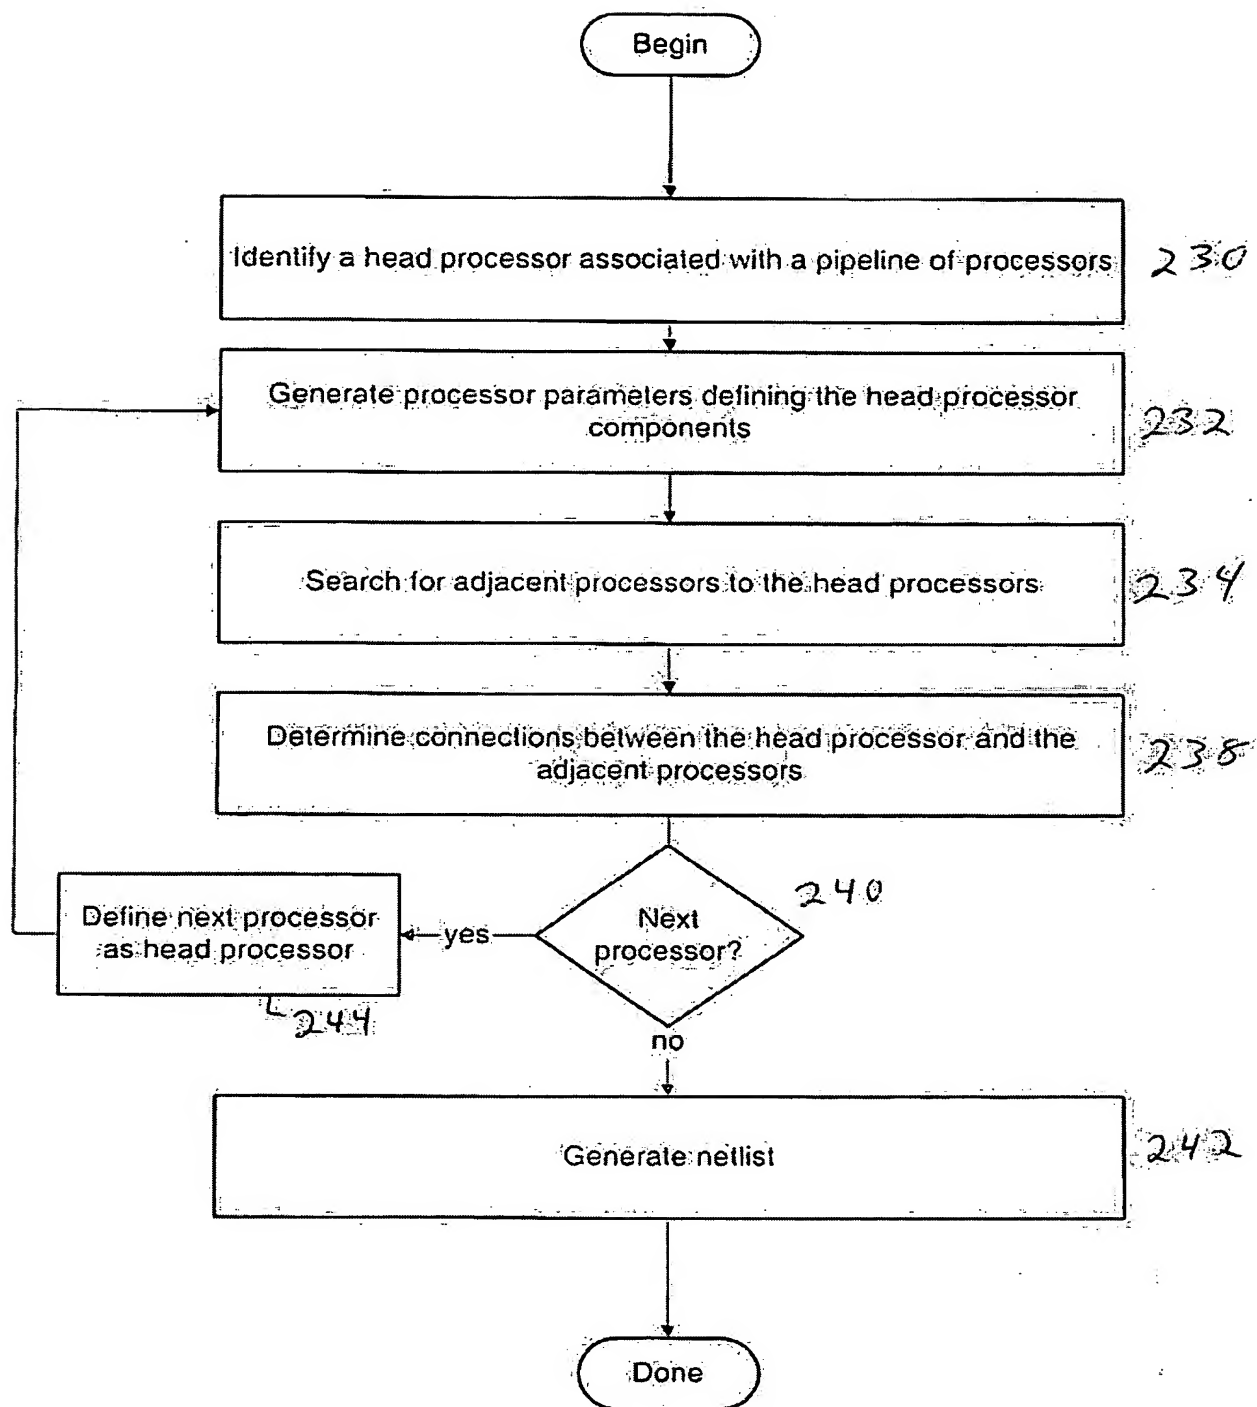 Begin
Identify a head processor associated with a pipeline of processors
230
Generate processor parameters defining the head processor
components
232
Search for adjacent processors to the head processors
234
Determine connections between the head processor and the
adjacent processors
238
Next
processor?
240
yes
Define next processor
as head processor
244
no
Generate netlist
242
Done